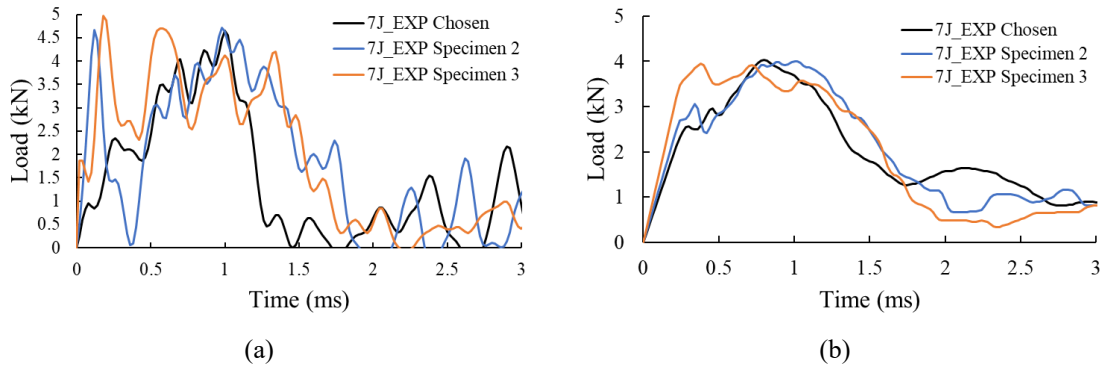 7J_EXP Chosen
7J_EXP Specimen 2
7J_EXP Specimen 3
Load (kN)
5
4.5
4
3.5
3
2.5
2
1.5
1
0.5
0
0 0.5 1 1.5 2 2.5 3
Time (ms)
(a)
7J_EXP Chosen
7J_EXP Specimen 2
7J_EXP Specimen 3
Load (kN)
5
4
3
2
1
0
0 0.5 1 1.5 2 2.5 3
Time (ms)
(b)